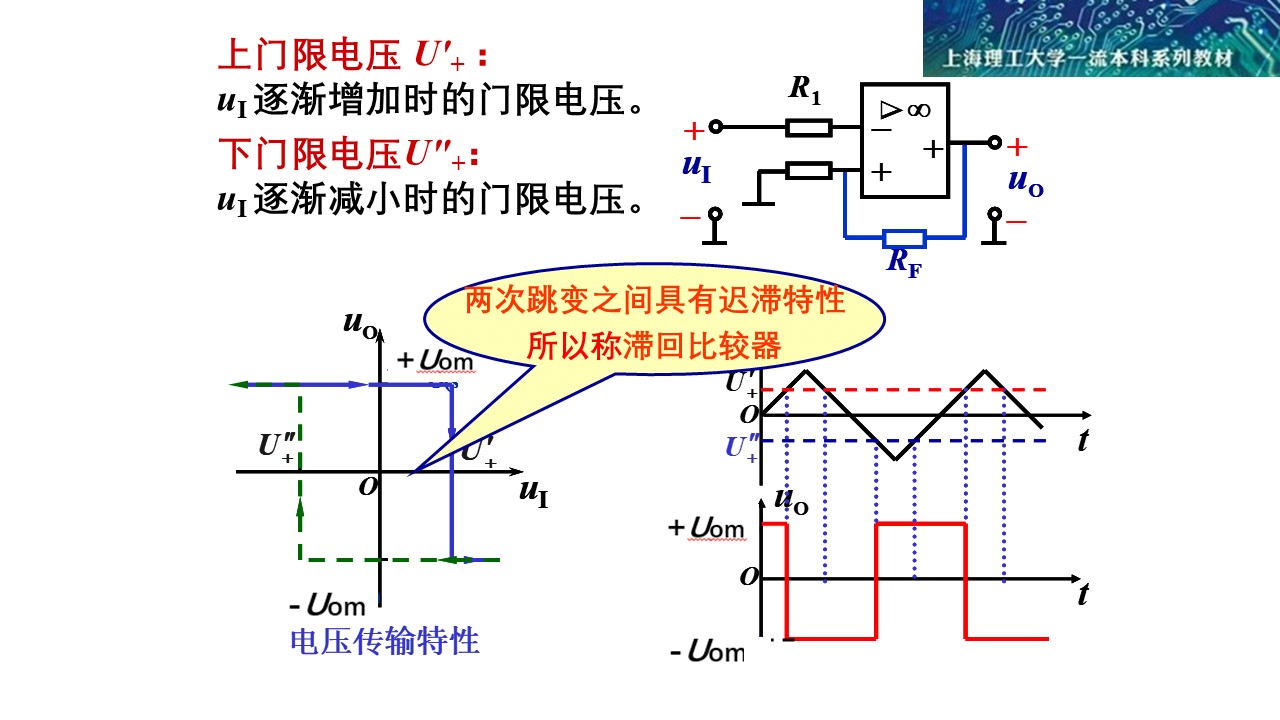 上海理工大学一流本科系列教材
上门限电压 U′+：
uI 逐渐增加时的门限电压。
下门限电压U″+:
uI 逐渐减小时的门限电压。
R1
▷∞
−
+
+
+
uI
−
+
uO
−
RF
两次跳变之间具有迟滞特性
所以称滞回比较器
uO
+Uom
U″+
U′+
O
uI
-Uom
电压传输特性
U′+
O
U″+
t
uO
+Uom
O
t
-Uom